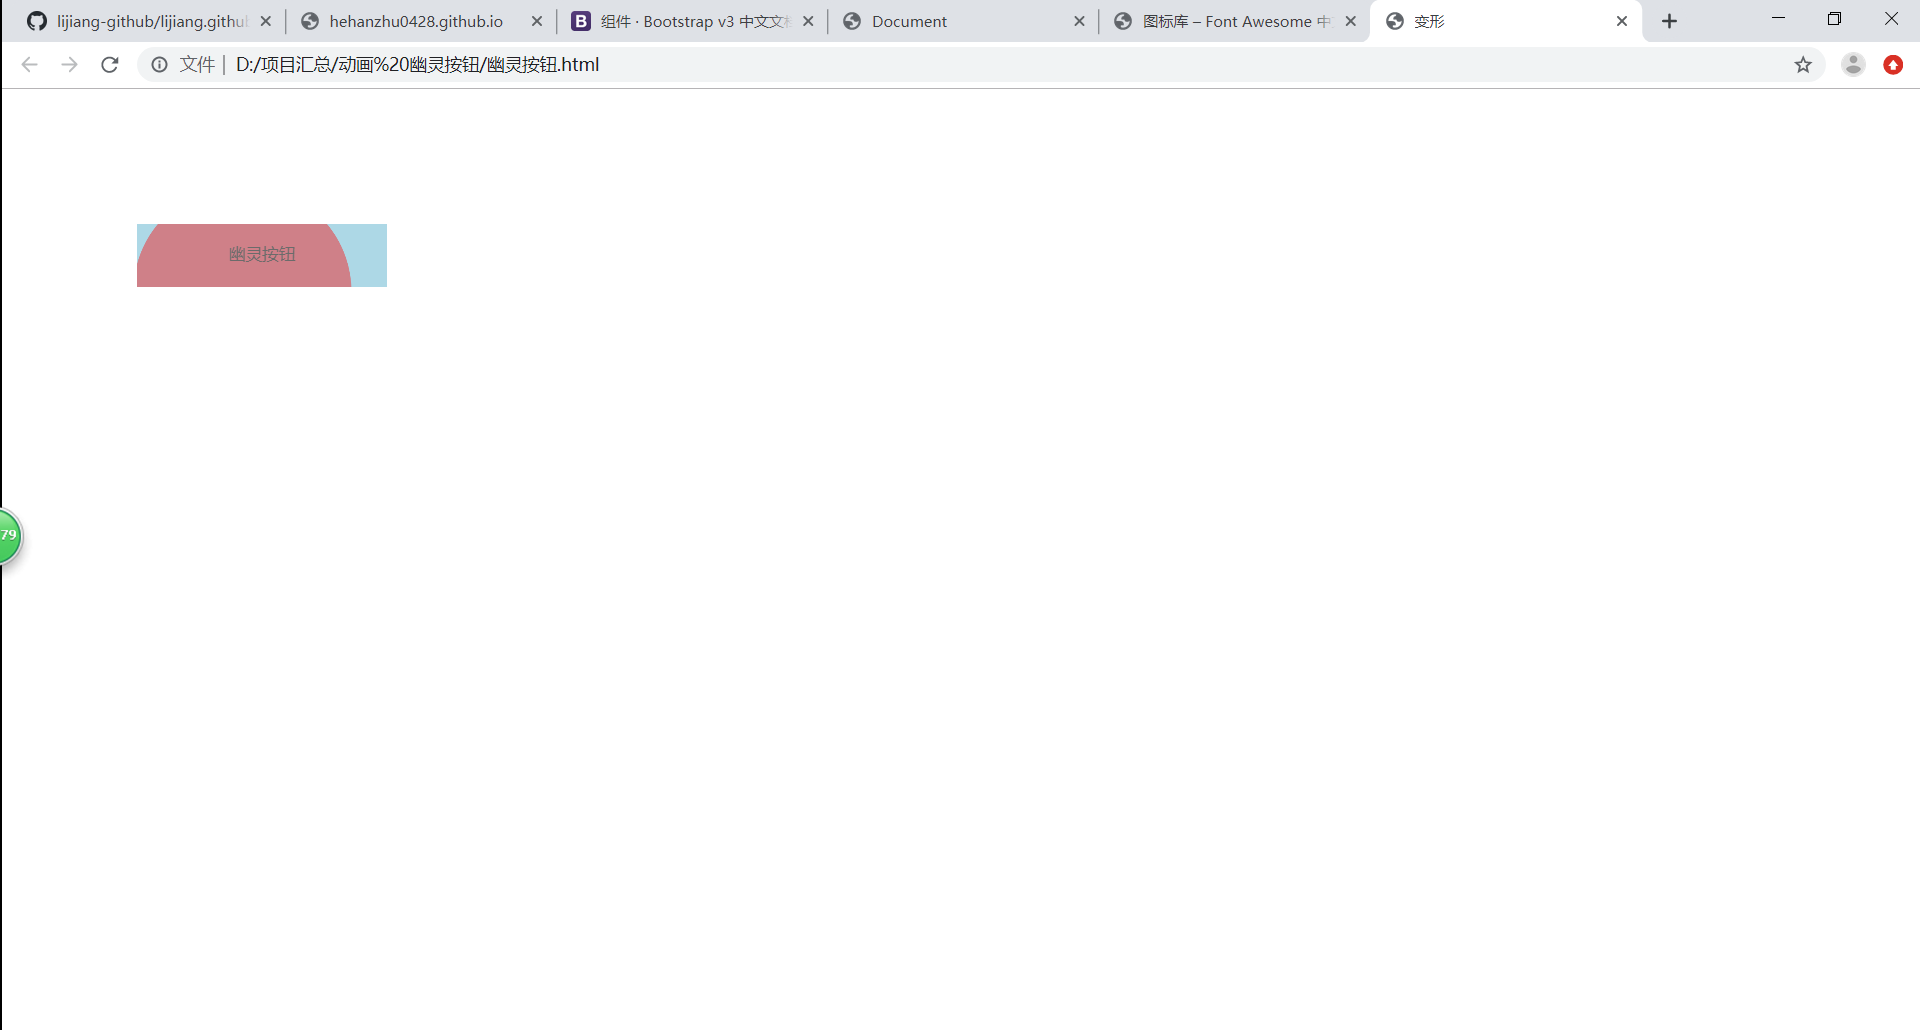 lijiang-github/lijiang.githu
hehanzhu0428.github.io
组件 · Bootstrap v3 中文文
Document
图标库 – Font Awesome 中
变形
文件 | D:/项目汇总/动画%20幽灵按钮/幽灵按钮.html
幽灵按钮
79